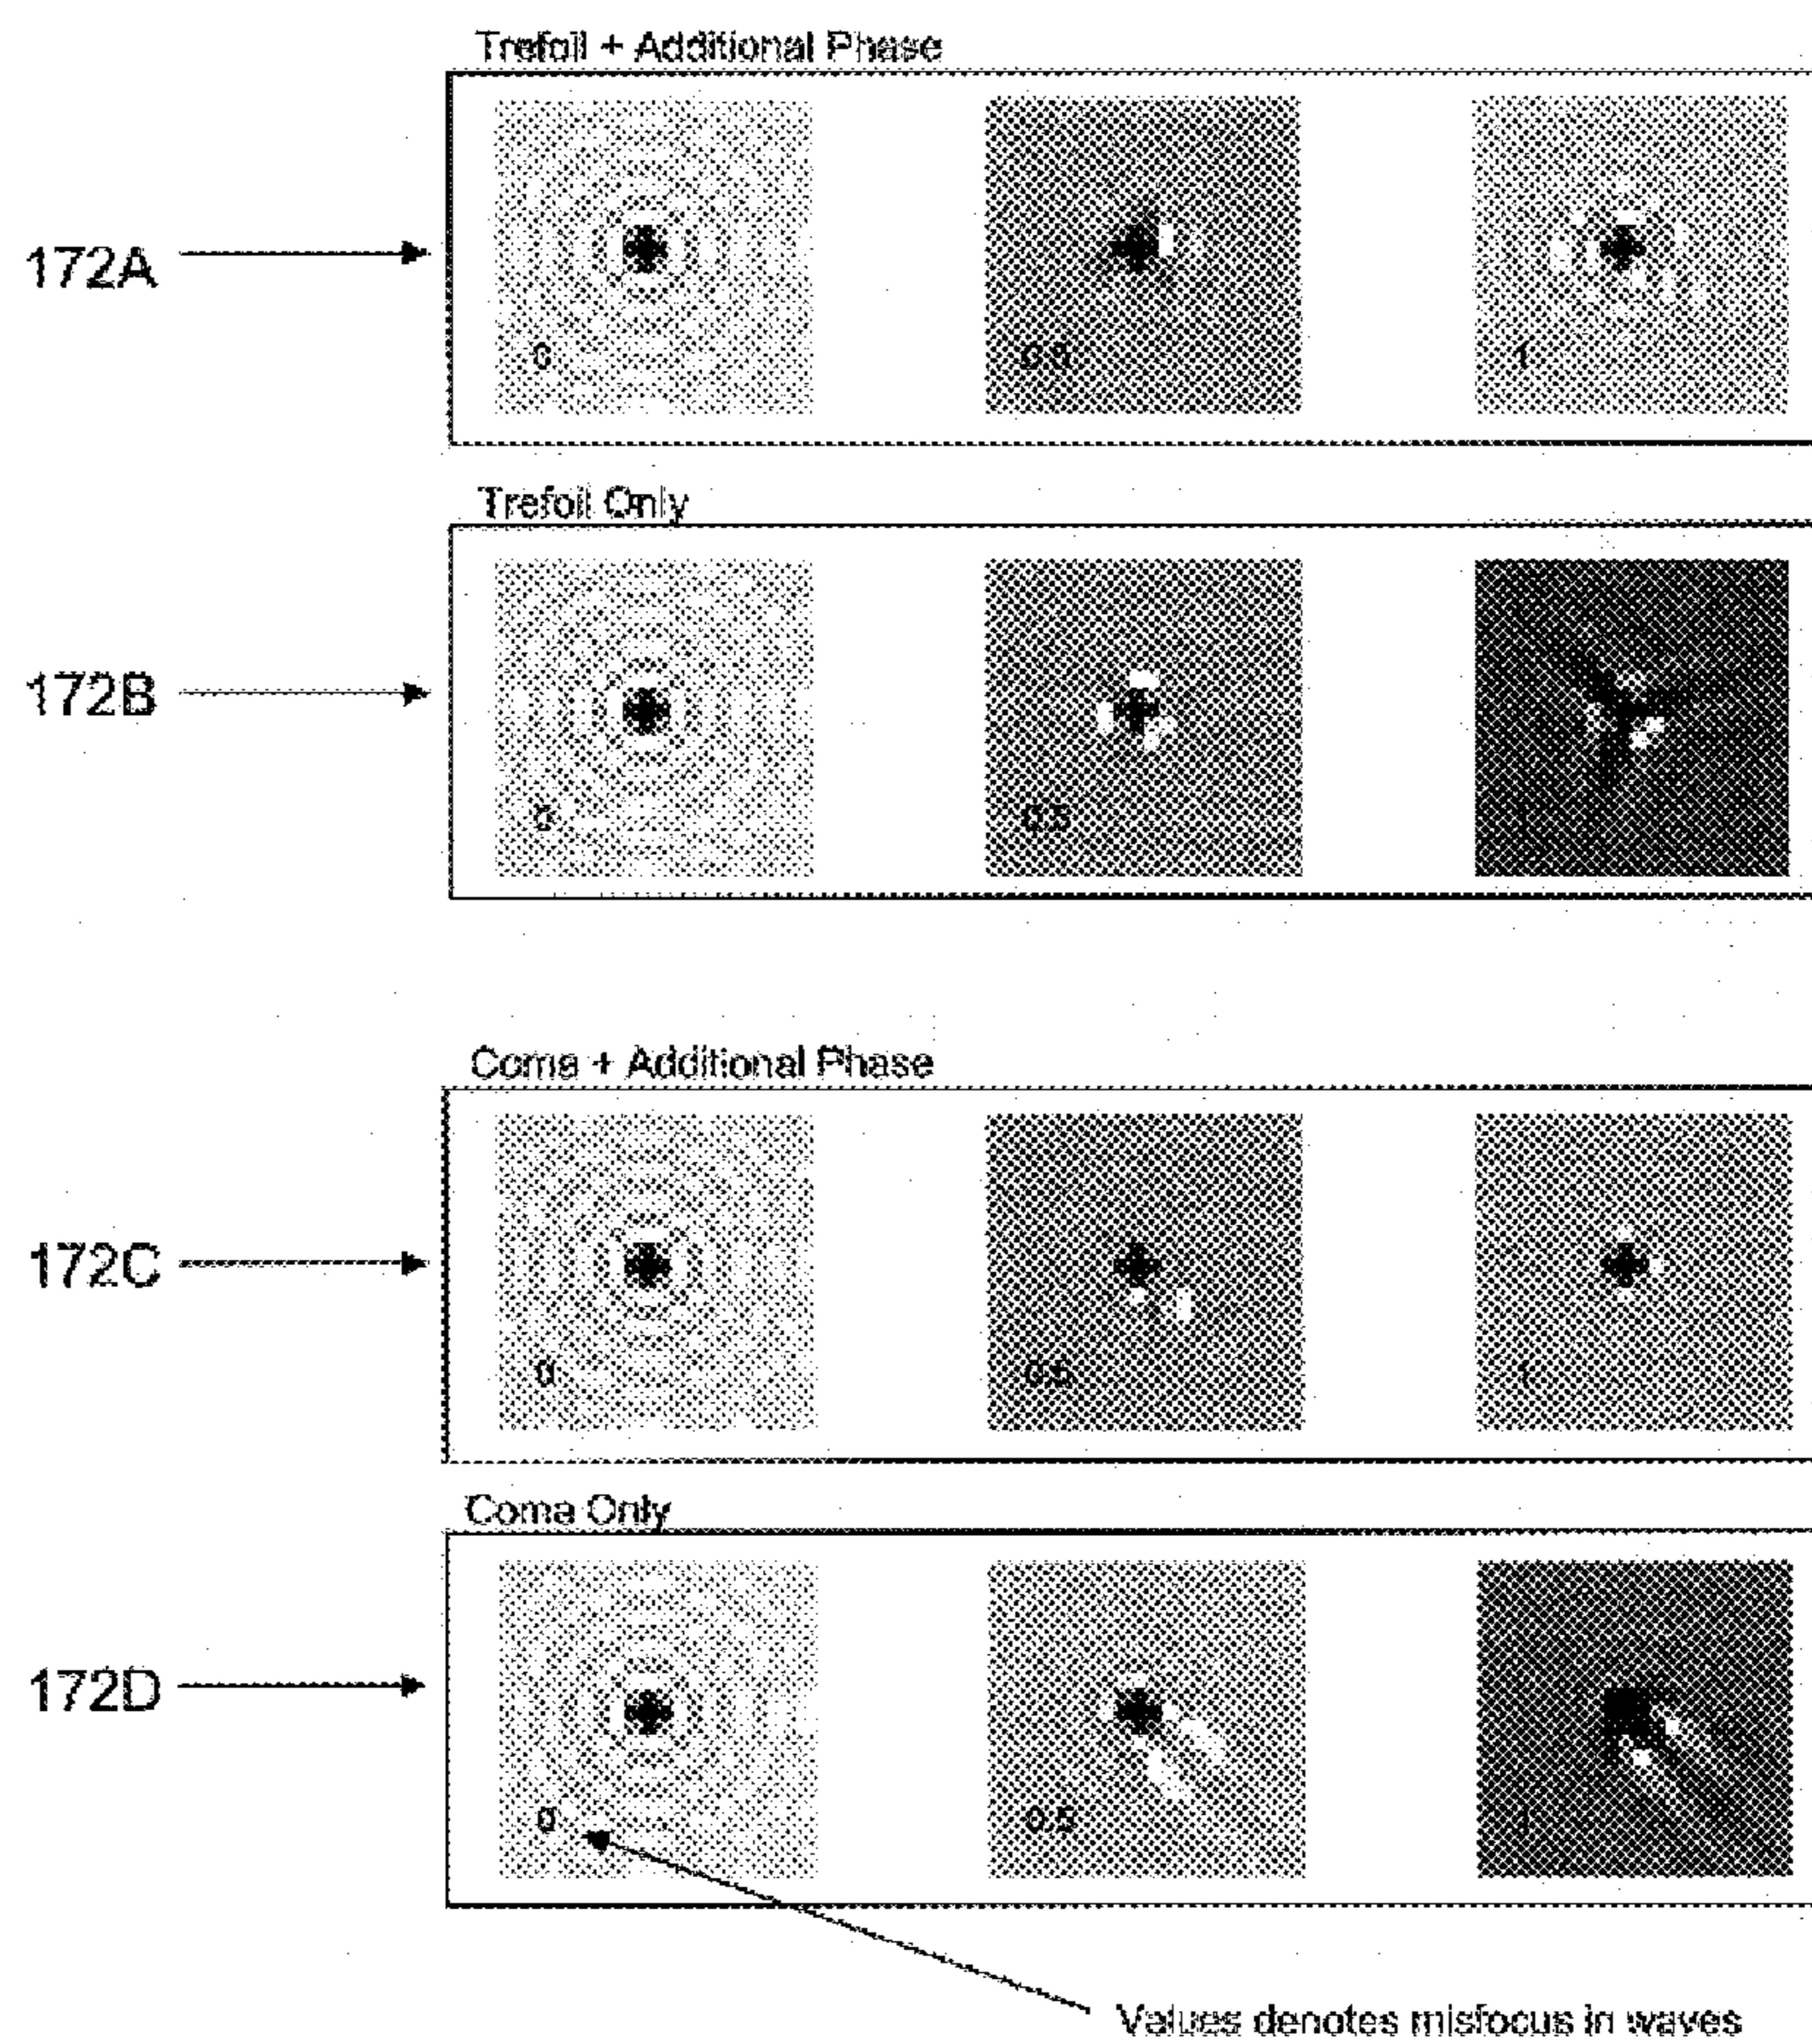 Trefoil + Additional Phase
172A
0 0.5 1
Trefoil Only
172B
0 0.5 1
Coma + Additional Phase
172C
0 0.5 1
Coma Only
172D
0 0.5 1
Values denotes misfocus in waves